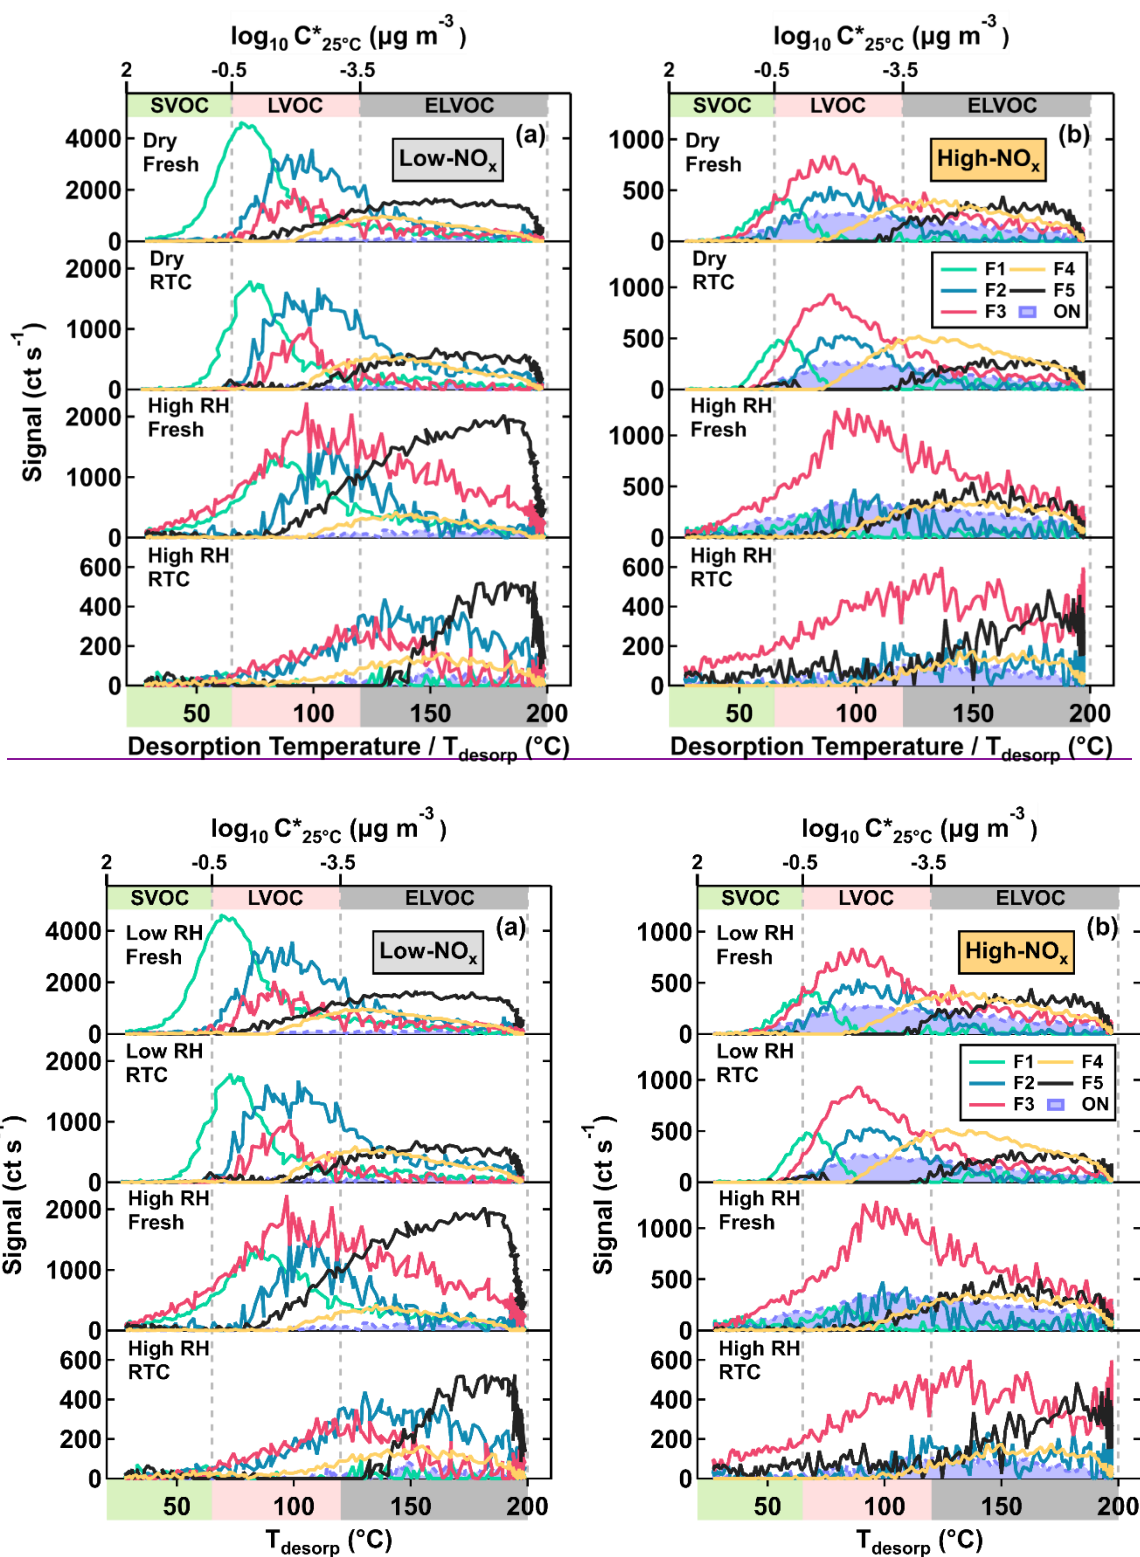 log10 C*25°C (µg m-3)
log10 C*25°C (µg m-3)
2 -0.5 -3.5
2 -0.5 -3.5
SVOC LVOC ELVOC
SVOC LVOC ELVOC
Dry Fresh
(a)
Low-NOx
4000
2000
0
Dry Fresh
(b)
High-NOx
1000
500
0
Dry RTC
2000
1000
0
Dry RTC
1000
500
0
F1 F4
F2 F5
F3 ON
High RH Fresh
2000
1000
0
High RH Fresh
1000
500
0
High RH RTC
600
400
200
0
High RH RTC
600
400
200
0
Signal (ct s-1)
50 100 150 200
50 100 150 200
Desorption Temperature / Tdesorp (°C)
Desorption Temperature / Tdesorp (°C)
log10 C*25°C (µg m-3)
log10 C*25°C (µg m-3)
2 -0.5 -3.5
2 -0.5 -3.5
SVOC LVOC ELVOC
SVOC LVOC ELVOC
Low RH Fresh
(a)
Low-NOx
4000
2000
0
Low RH Fresh
(b)
High-NOx
1000
500
0
Low RH RTC
2000
1000
0
Low RH RTC
1000
500
0
F1 F4
F2 F5
F3 ON
High RH Fresh
2000
1000
0
High RH Fresh
1000
500
0
High RH RTC
600
400
200
0
High RH RTC
600
400
200
0
Signal (ct s-1)
Signal (ct s-1)
50 100 150 200
50 100 150 200
Tdesorp (°C)
Tdesorp (°C)